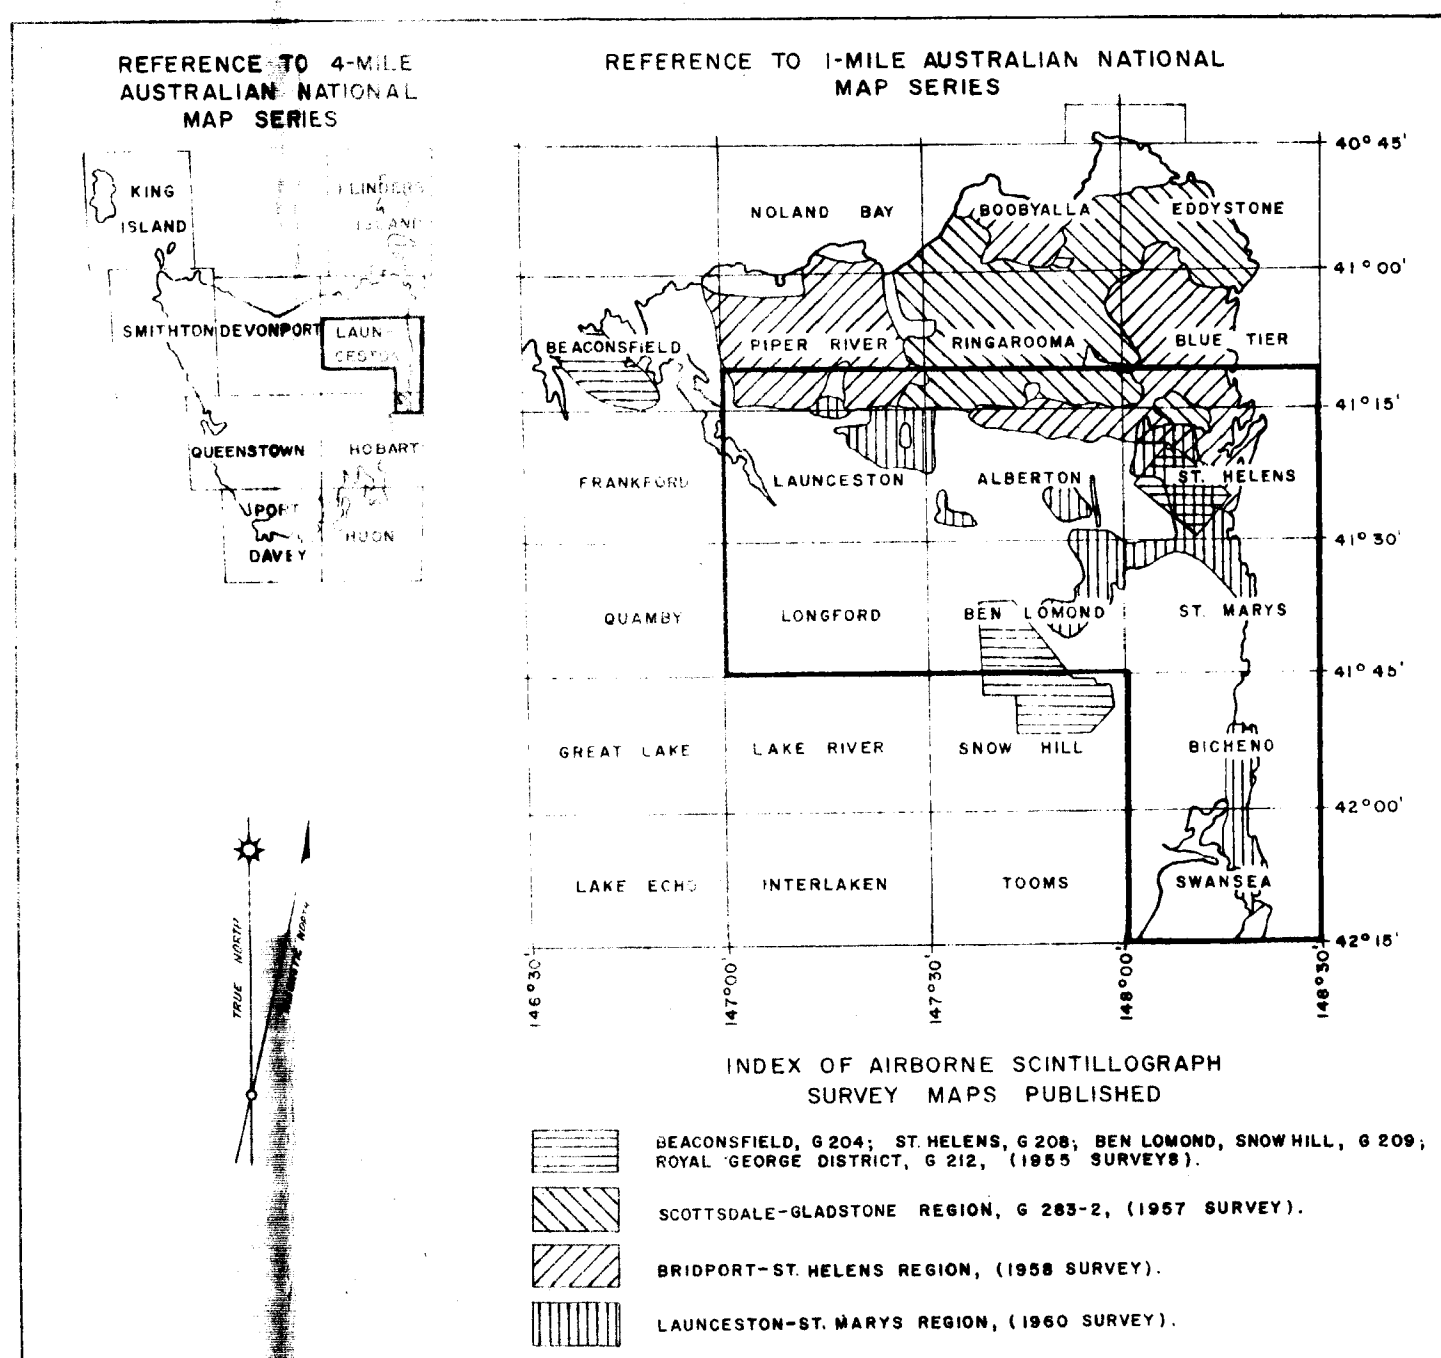 REFERENCE TO 4-MILE
AUSTRALIAN NATIONAL
MAP SERIES
KING
ISLAND
FLINDERS
ISLAND
SMITHTON
DEVONPORT
LAUN-
CESTON
QUEENSTOWN
HOBART
PORT
DAVEY
HUON
TRUE NORTH
MAGNETIC NORTH
REFERENCE TO 1-MILE AUSTRALIAN NATIONAL
MAP SERIES
40° 45'
NOLAND BAY
BOOBYALLA
EDDYSTONE
41° 00'
BEACONSFIELD
PIPER RIVER
RINGAROOMA
BLUE TIER
41° 15'
FRANKFORD
LAUNCESTON
ALBERTON
ST. HELENS
41° 30'
QUAMBY
LONGFORD
BEN LOMOND
ST. MARYS
41° 45'
GREAT LAKE
LAKE RIVER
SNOW HILL
BICHENO
42° 00'
LAKE ECHO
INTERLAKEN
TOOMS
SWANSEA
42° 15'
146° 30'
147° 00'
147° 30'
148° 00'
148° 30'
INDEX OF AIRBORNE SCINTILLOGRAPH
SURVEY MAPS PUBLISHED
BEACONSFIELD, G 204; ST. HELENS, G 208; BEN LOMOND, SNOW HILL, G 209;
ROYAL GEORGE DISTRICT, G 212, (1955 SURVEYS).
SCOTTSDALE-GLADSTONE REGION, G 283-2, (1957 SURVEY).
BRIDPORT-ST. HELENS REGION, (1958 SURVEY).
LAUNCESTON-ST. MARYS REGION, (1960 SURVEY).